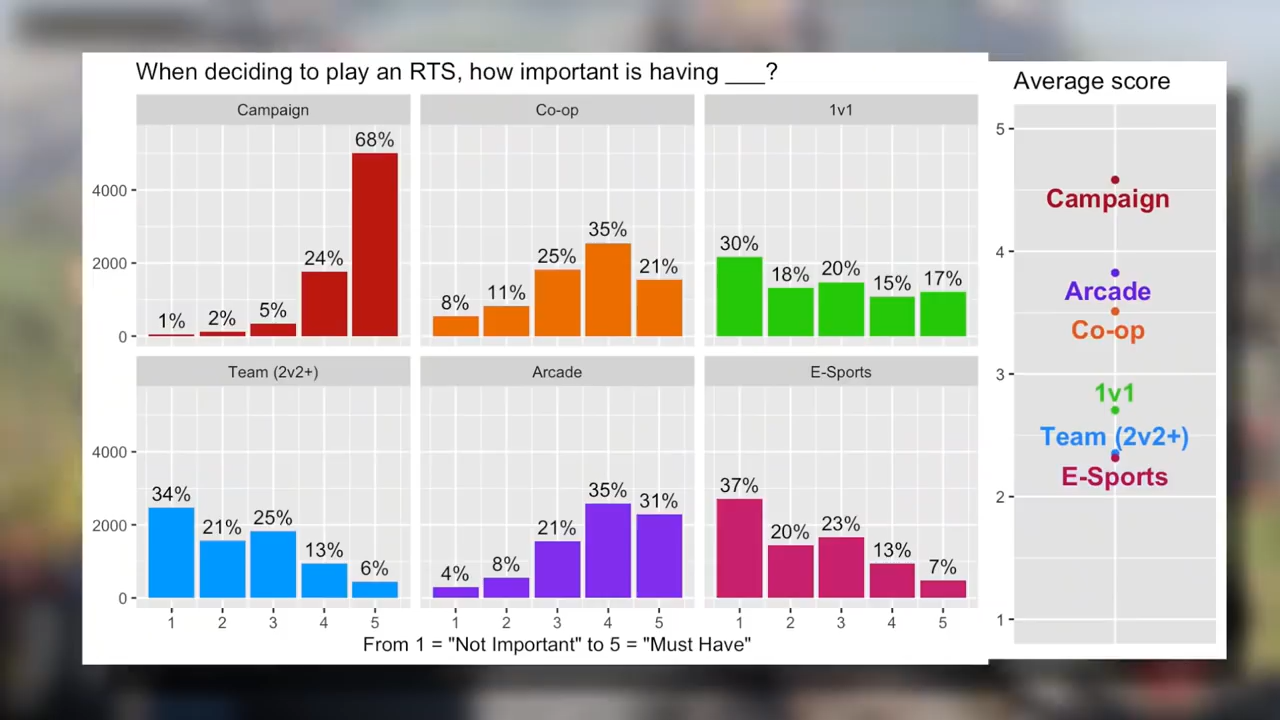 When deciding to play an RTS, how important is having ___?
Campaign
Co-op
1v1
4000
2000
0
1%
2%
5%
24%
68%
8%
11%
25%
35%
21%
30%
18%
20%
15%
17%
Team (2v2+)
Arcade
E-Sports
4000
2000
0
34%
21%
25%
13%
6%
4%
8%
21%
35%
31%
37%
20%
23%
13%
7%
1 2 3 4 5
1 2 3 4 5
1 2 3 4 5
From 1 = "Not Important" to 5 = "Must Have"
Average score
5
4
3
2
1
Campaign
Arcade
Co-op
1v1
Team (2v2+)
E-Sports